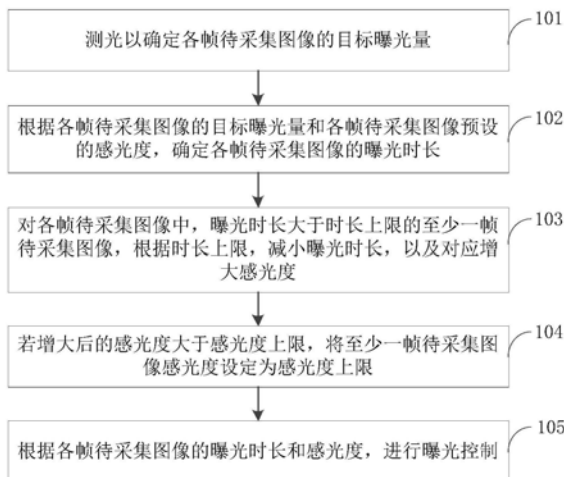 测光以确定各帧待采集图像的目标曝光量
101
根据各帧待采集图像的目标曝光量和各帧待采集图像预设
的感光度，确定各帧待采集图像的曝光时长
102
对各帧待采集图像中，曝光时长大于时长上限的至少一帧
待采集图像，根据时长上限，减小曝光时长，以及对应增
大感光度
103
若增大后的感光度大于感光度上限，将至少一帧待采集图
像感光度设定为感光度上限
104
根据各帧待采集图像的曝光时长和感光度，进行曝光控制
105